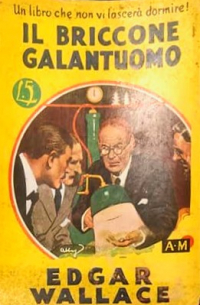 Un libro che non vi lascerà dormire!
IL BRICCONE
GALANTUOMO
L5
A·M
EDGAR
WALLACE